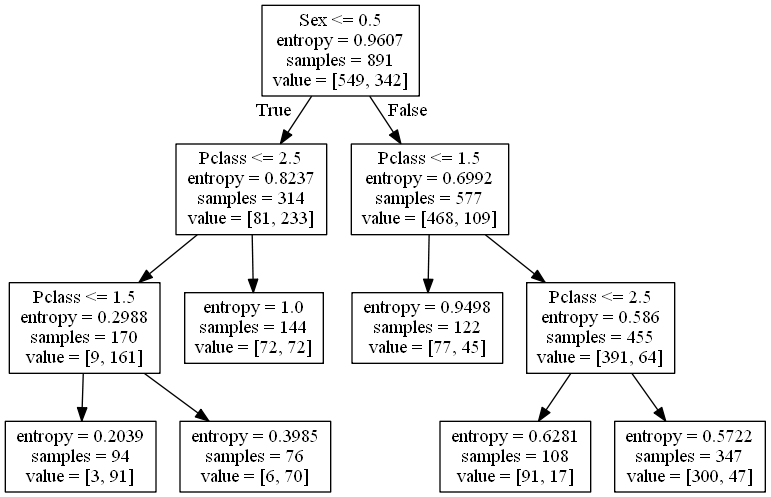 Sex <= 0.5
entropy = 0.9607
samples = 891
value = [549, 342]
True
False
Pclass <= 2.5
entropy = 0.8237
samples = 314
value = [81, 233]
Pclass <= 1.5
entropy = 0.6992
samples = 577
value = [468, 109]
Pclass <= 1.5
entropy = 0.2988
samples = 170
value = [9, 161]
entropy = 1.0
samples = 144
value = [72, 72]
entropy = 0.9498
samples = 122
value = [77, 45]
Pclass <= 2.5
entropy = 0.586
samples = 455
value = [391, 64]
entropy = 0.2039
samples = 94
value = [3, 91]
entropy = 0.3985
samples = 76
value = [6, 70]
entropy = 0.6281
samples = 108
value = [91, 17]
entropy = 0.5722
samples = 347
value = [300, 47]